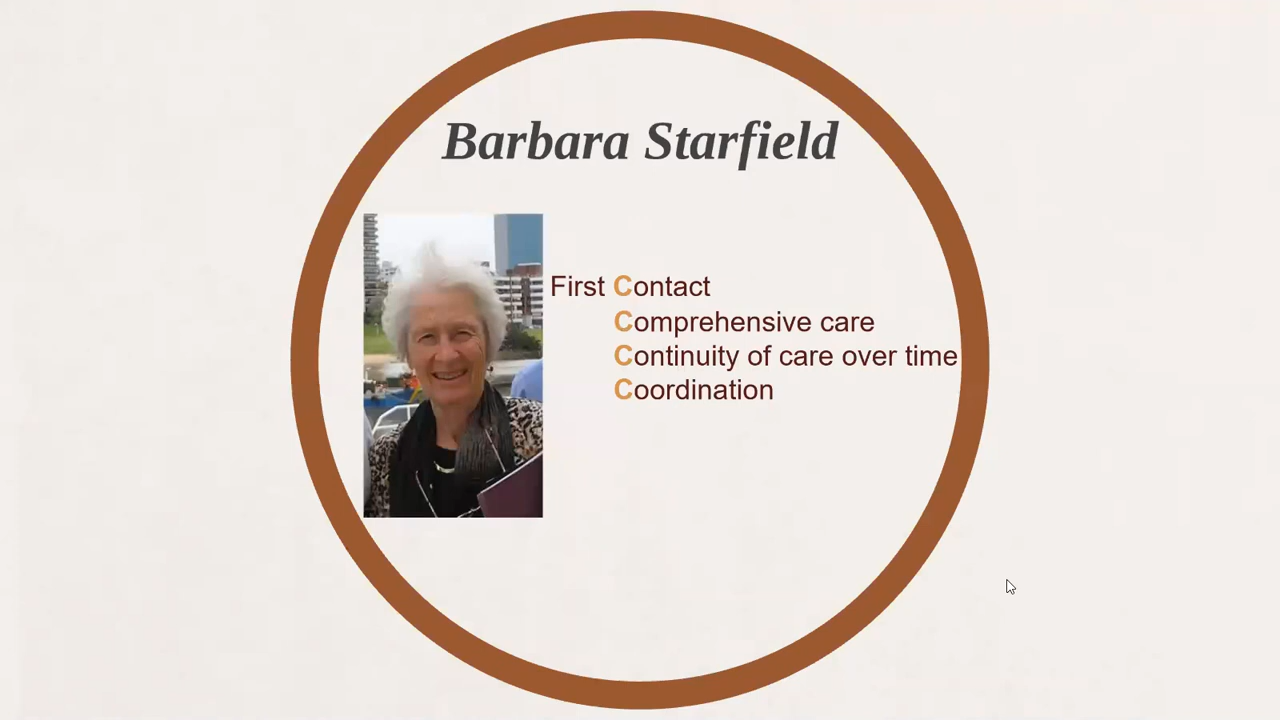 Barbara Starfield
First Contact
Comprehensive care
Continuity of care over time
Coordination